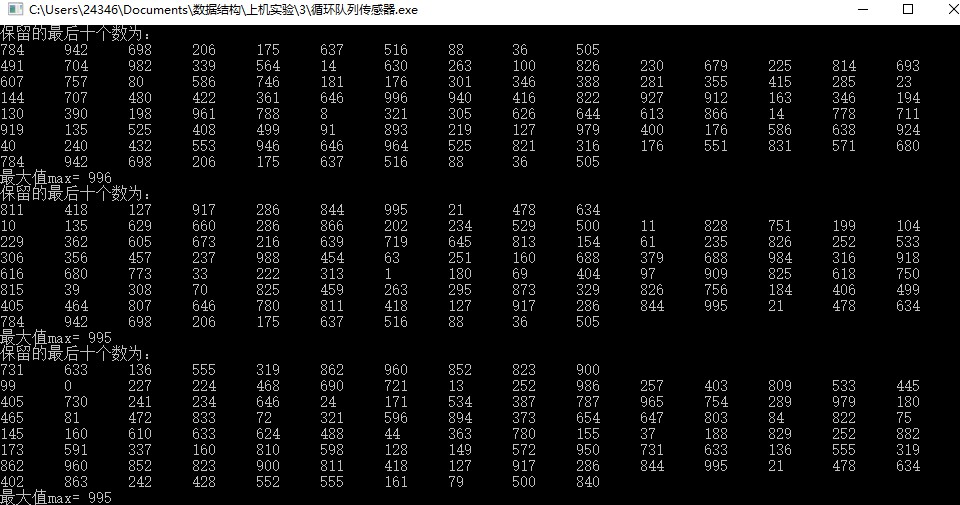 C:\Users\24346\Documents\数据结构\上机实验\3\循环队列传感器.exe
保留的最后十个数为：
784 942 698 206 175 637 516 88 36 505
491 704 982 339 564 14 630 263 100 826 230 679 225 814 693
607 757 80 586 746 181 176 301 346 388 281 355 415 285 23
144 707 480 422 361 646 996 940 416 822 927 912 163 346 194
130 390 198 961 788 8 321 305 626 644 613 866 14 778 711
919 135 525 408 499 91 893 219 127 979 400 176 586 638 924
40 240 432 553 946 646 964 525 821 316 176 551 831 571 680
784 942 698 206 175 637 516 88 36 505
最大值max= 996
保留的最后十个数为：
811 418 127 917 286 844 995 21 478 634
10 135 629 660 286 866 202 234 529 500 11 828 751 199 104
229 362 605 673 216 639 719 645 813 154 61 235 826 252 533
306 356 457 237 988 454 63 251 160 688 379 688 984 316 918
616 680 773 33 222 313 1 180 69 404 97 909 825 618 750
815 39 308 70 825 459 263 295 873 329 826 756 184 406 499
405 464 807 646 780 811 418 127 917 286 844 995 21 478 634
784 942 698 206 175 637 516 88 36 505
最大值max= 995
保留的最后十个数为：
731 633 136 555 319 862 960 852 823 900
99 0 227 224 468 690 721 13 252 986 257 403 809 533 445
405 730 241 234 646 24 171 534 387 787 965 754 289 979 180
465 81 472 833 72 321 596 894 373 654 647 803 84 822 75
145 160 610 633 624 488 44 363 780 155 37 188 829 252 882
173 591 337 160 810 598 128 149 572 950 731 633 136 555 319
862 960 852 823 900 811 418 127 917 286 844 995 21 478 634
402 863 242 428 552 555 161 79 500 840
最大值max= 995